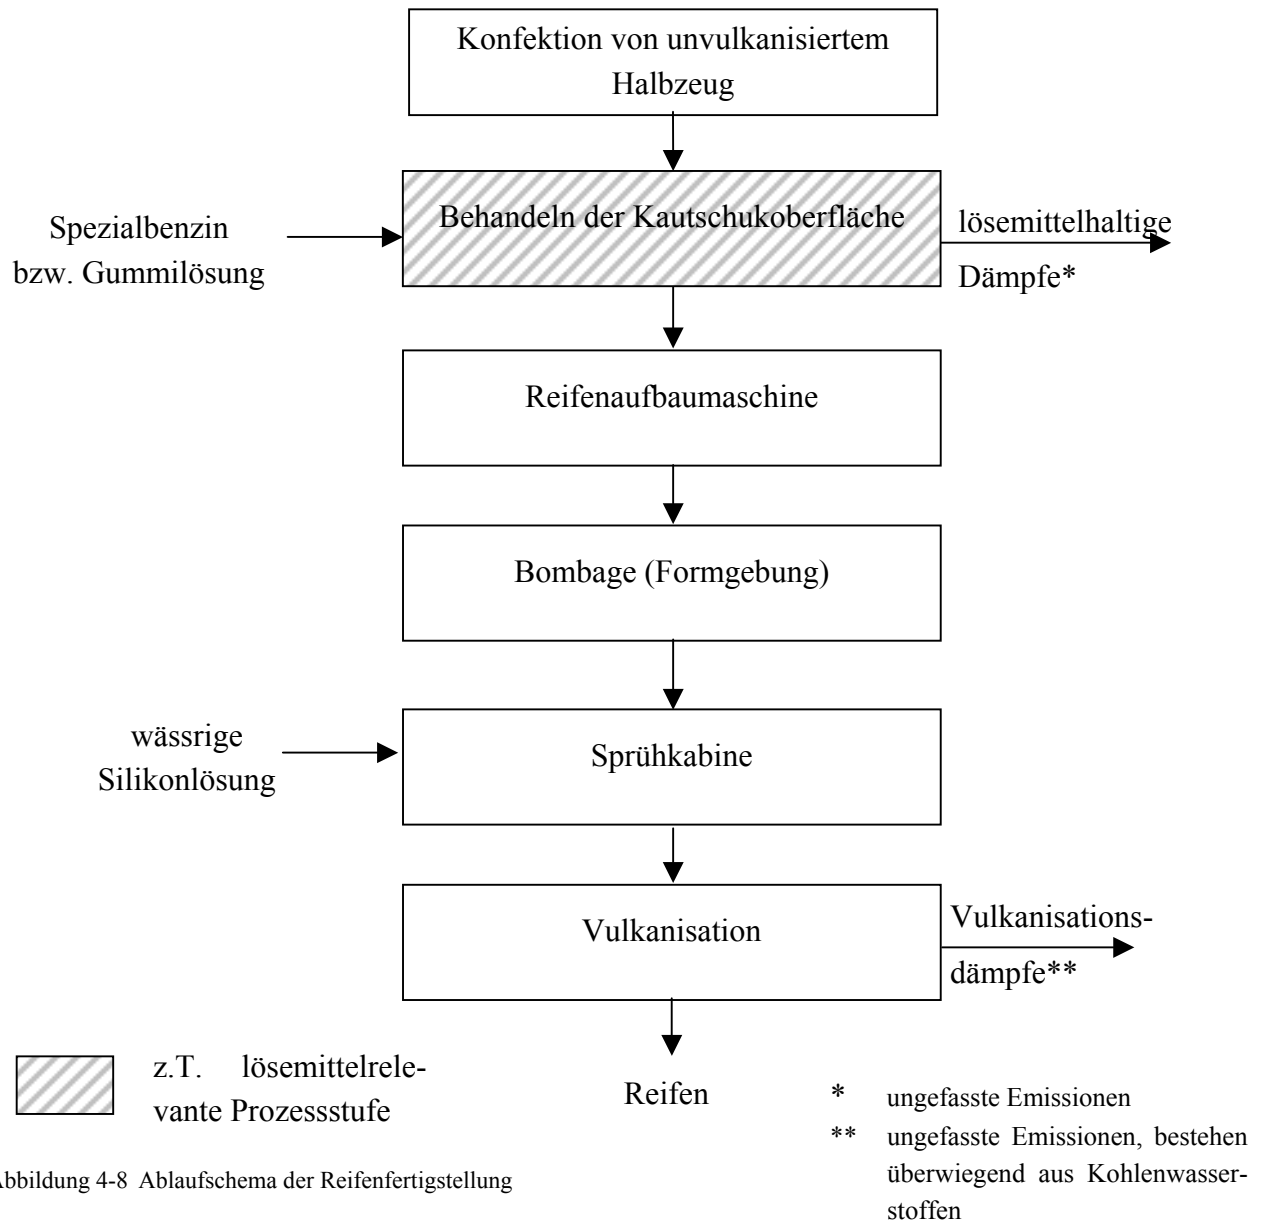 Konfektion von unvulkanisiertem
Halbzeug
Behandeln der Kautschukoberfläche
Spezialbenzin
bzw. Gummilösung
lösemittelhaltige
Dämpfe*
Reifenaufbaumaschine
Bombage (Formgebung)
wässrige
Silikonlösung
Sprühkabine
Vulkanisation
Vulkanisations-
dämpfe**
Reifen
z.T. lösemittelrele-
vante Prozessstufe
* ungefasste Emissionen
** ungefasste Emissionen, bestehen
überwiegend aus Kohlenwasser-
stoffen
bbildung 4-8 Ablaufschema der Reifenfertigstellung